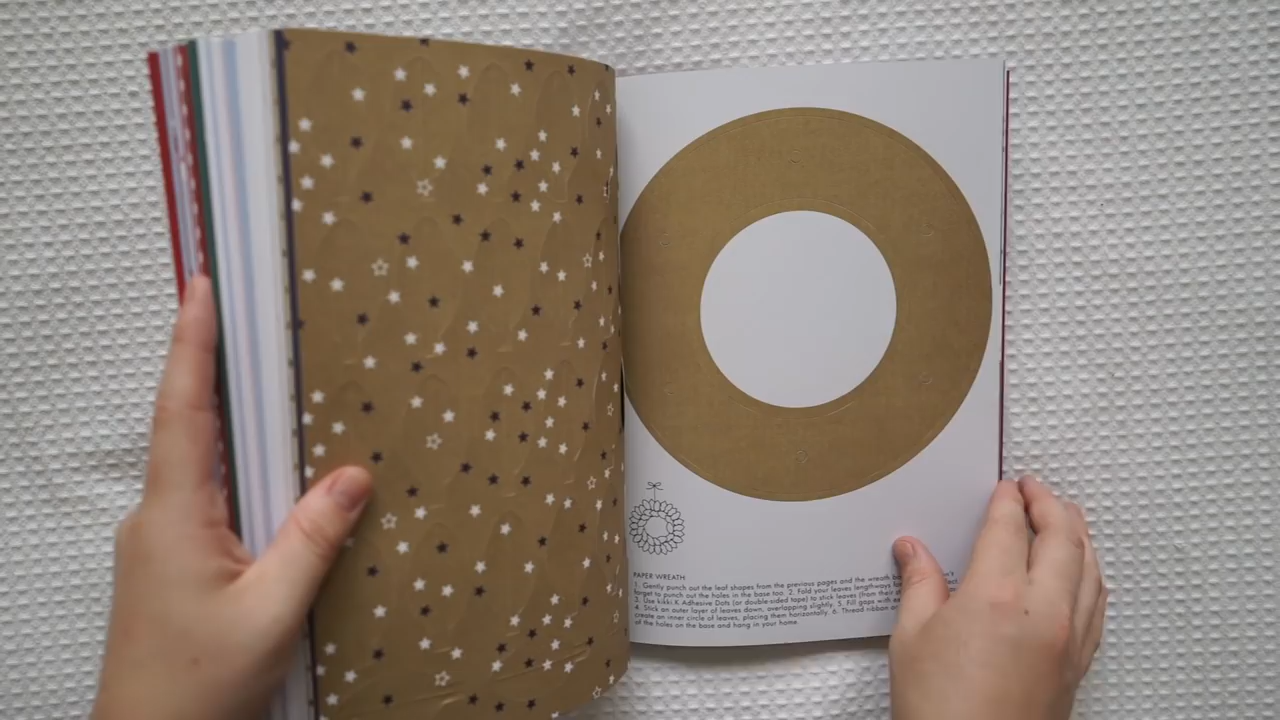 PAPER WREATH
1. Gently punch out the leaf shapes from the previous pages and the wreath
forget to punch out the holes in the base too. 2. Fold your leaves lengthways
3. Use kikki.K Adhesive Dots (or double sided tape) to stick leaves (from their
4. Stick an outer layer of leaves down, overlapping slightly. 5. Fill gaps with
create an inner circle of leaves, placing them horizontally. 6. Thread ribbon
of the holes on the base and hang in your home.